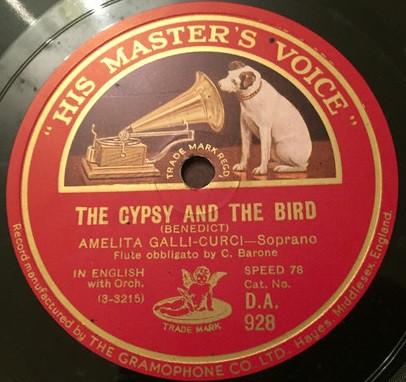 "HIS MASTER'S VOICE"
TRADE MARK REGD.
THE GYPSY AND THE BIRD
(BENEDICT)
AMELITA GALLI-CURCI—Soprano
Flute obbligato by C. Barone
IN ENGLISH
with Orch.
(3-3215)
SPEED 78
Cat. No.
D.A.
928
TRADE MARK
Record manufactured by THE GRAMOPHONE CO. LTD. Hayes, Middlesex, England.